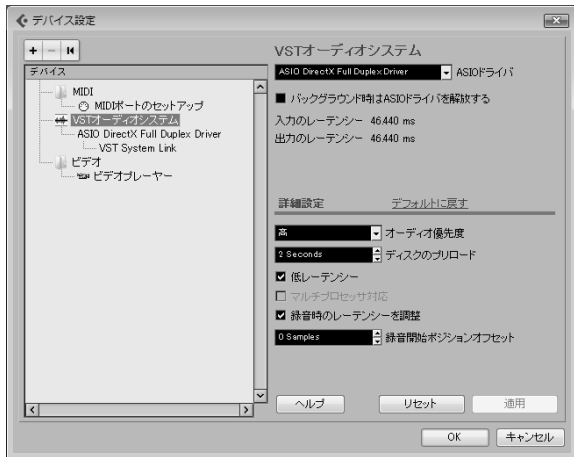 デバイス設定
デバイス
MIDI
MIDIポートのセットアップ
VSTオーディオシステム
ASIO DirectX Full Duplex Driver
VST System Link
ビデオ
ビデオプレーヤー
VSTオーディオシステム
ASIO DirectX Full Duplex Driver ASIOドライバ
バックグラウンド時はASIOドライバを解放する
入力のレーテンシー 46.440 ms
出力のレーテンシー 46.440 ms
詳細設定 デフォルトに戻す
高 オーディオ優先度
2 Seconds ディスクのプリロード
低レーテンシー
マルチプロセッサ対応
録音時のレーテンシーを調整
0 Samples 録音開始ポジションオフセット
ヘルプ リセット 適用
OK キャンセル